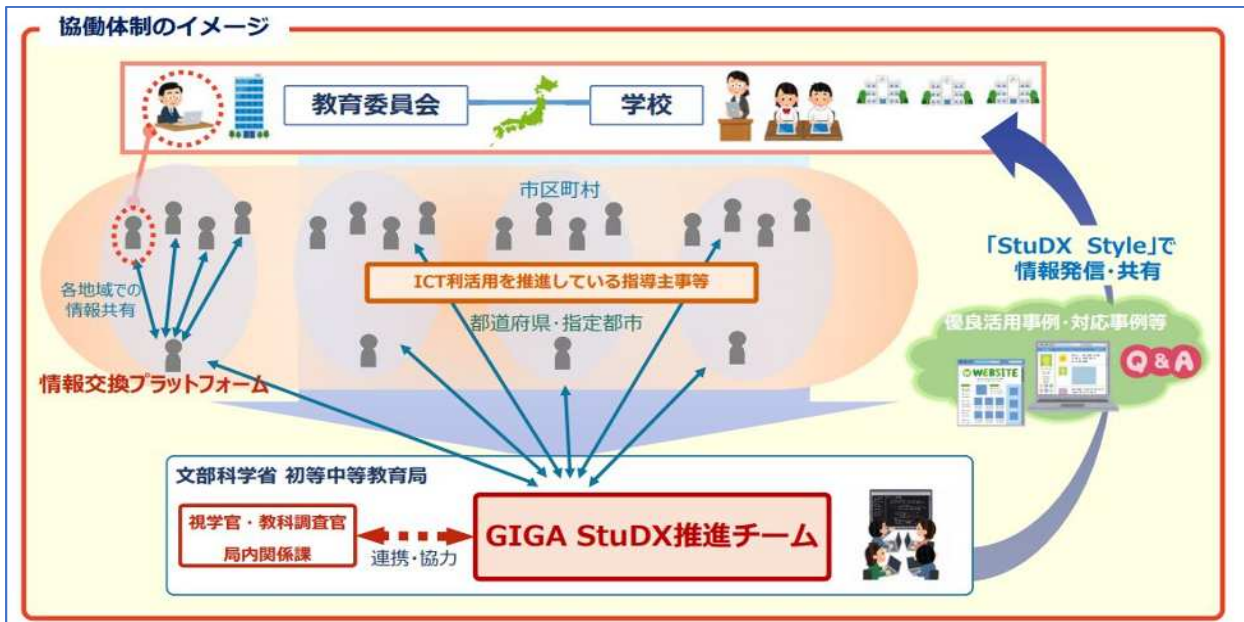 協働体制のイメージ
教育委員会
学校
市区町村
ICT利活用を推進している指導主事等
各地域での
情報共有
都道府県・指定都市
情報交換プラットフォーム
「StuDX Style」で
情報発信・共有
優良活用事例・対応事例等
WEBSITE
Q&A
文部科学省 初等中等教育局
視学官・教科調査官
局内関係課
連携・協力
GIGA StuDX推進チーム